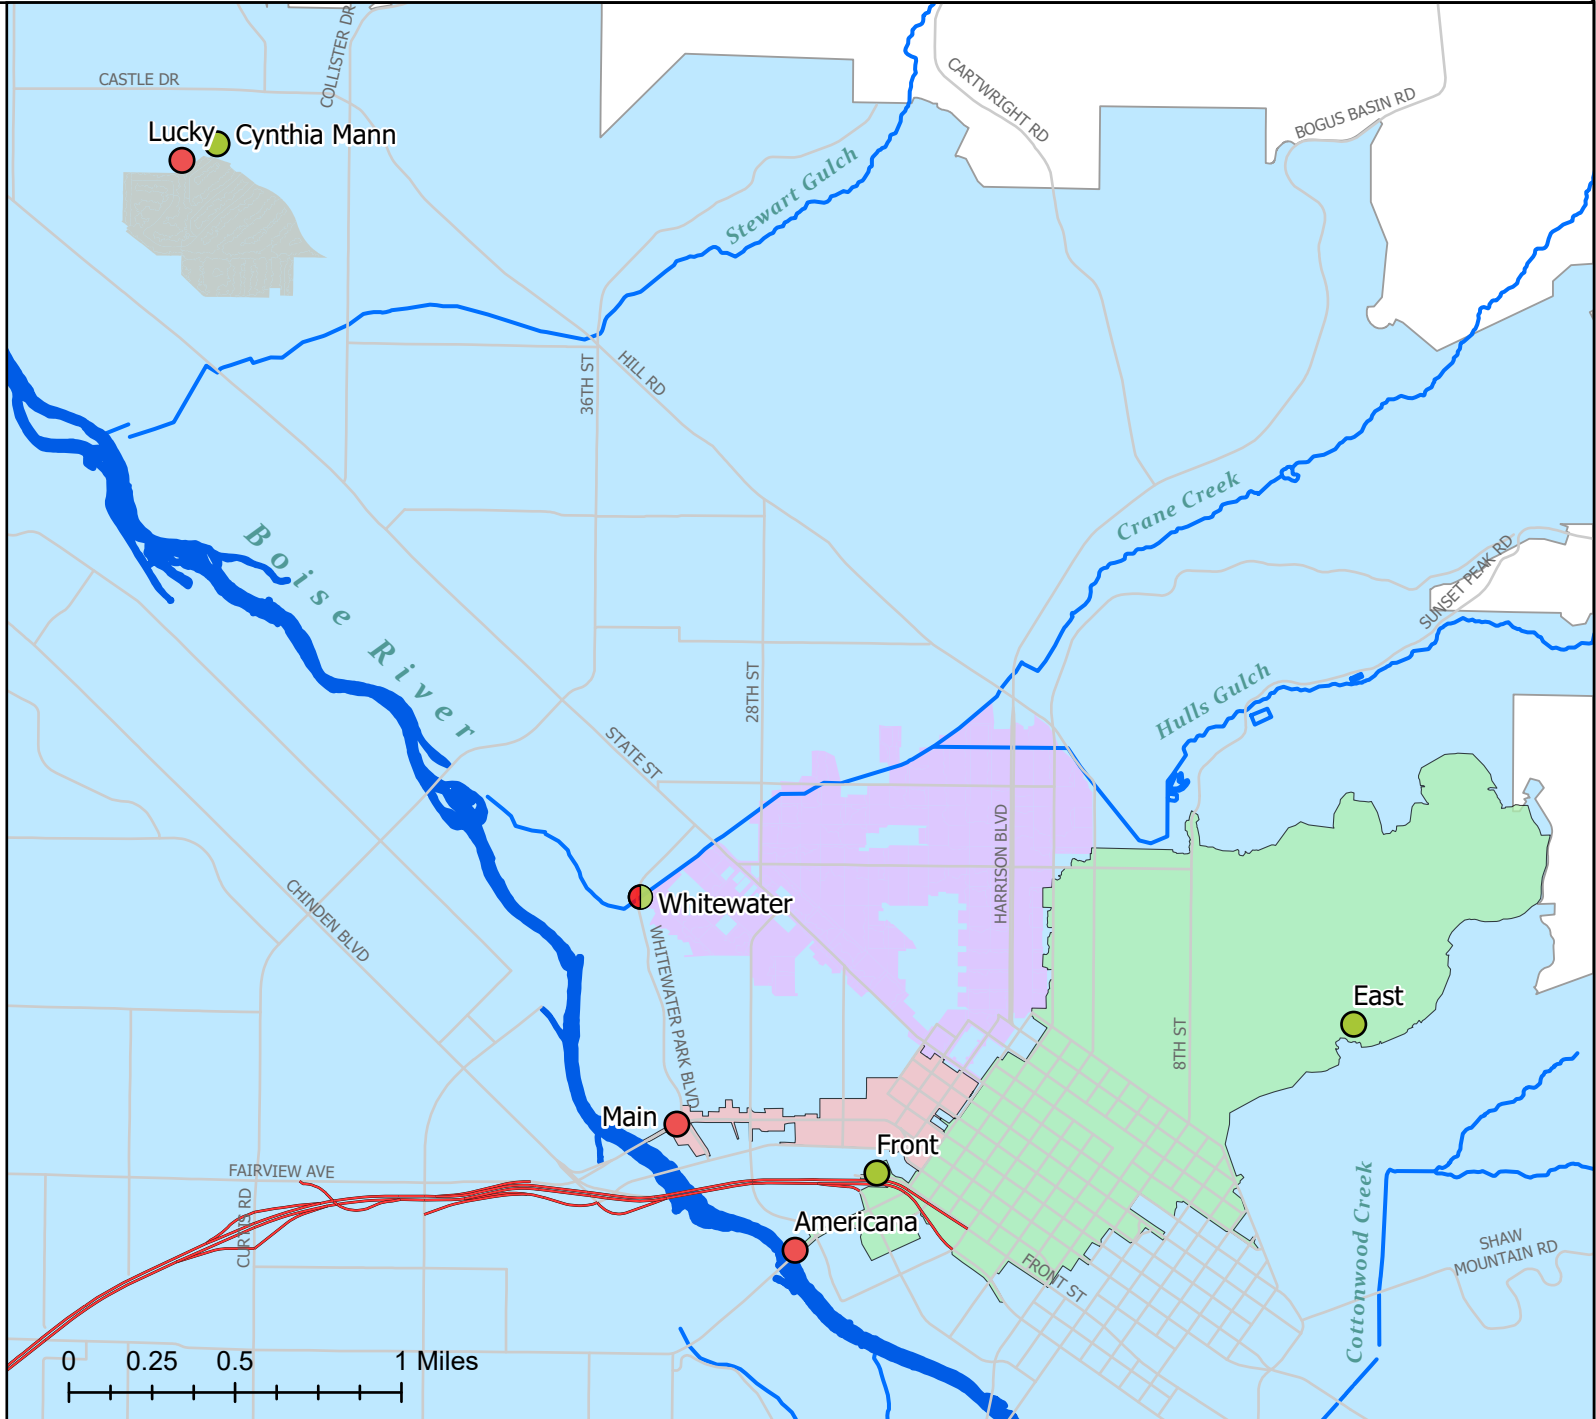 COLLISTER DR
CASTLE DR
CARTWRIGHT RD
BOGUS BASIN RD
Lucky
Cynthia Mann
Stewart Gulch
36TH ST
HILL RD
Crane Creek
Boise River
SUNSET PEAK RD
28TH ST
Hulls Gulch
STATE ST
HARRISON BLVD
CHINDEN BLVD
Whitewater
WHITEWATER PARK BLVD
East
8TH ST
Main
Front
FAIRVIEW AVE
CURTIS RD
Americana
Cottonwood Creek
SHAW
MOUNTAIN RD
FRONT ST
0 0.25 0.5 1 Miles